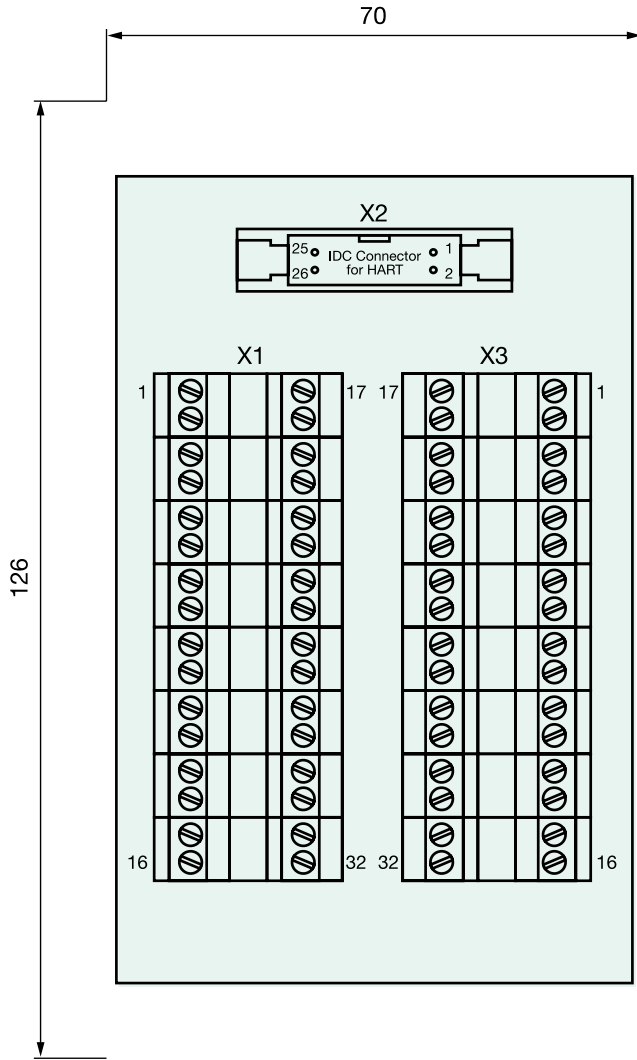 70
126
X2
25 IDC Connector 1
26 for HART 2
X1 X3
1 17 17 1
16 32 32 16